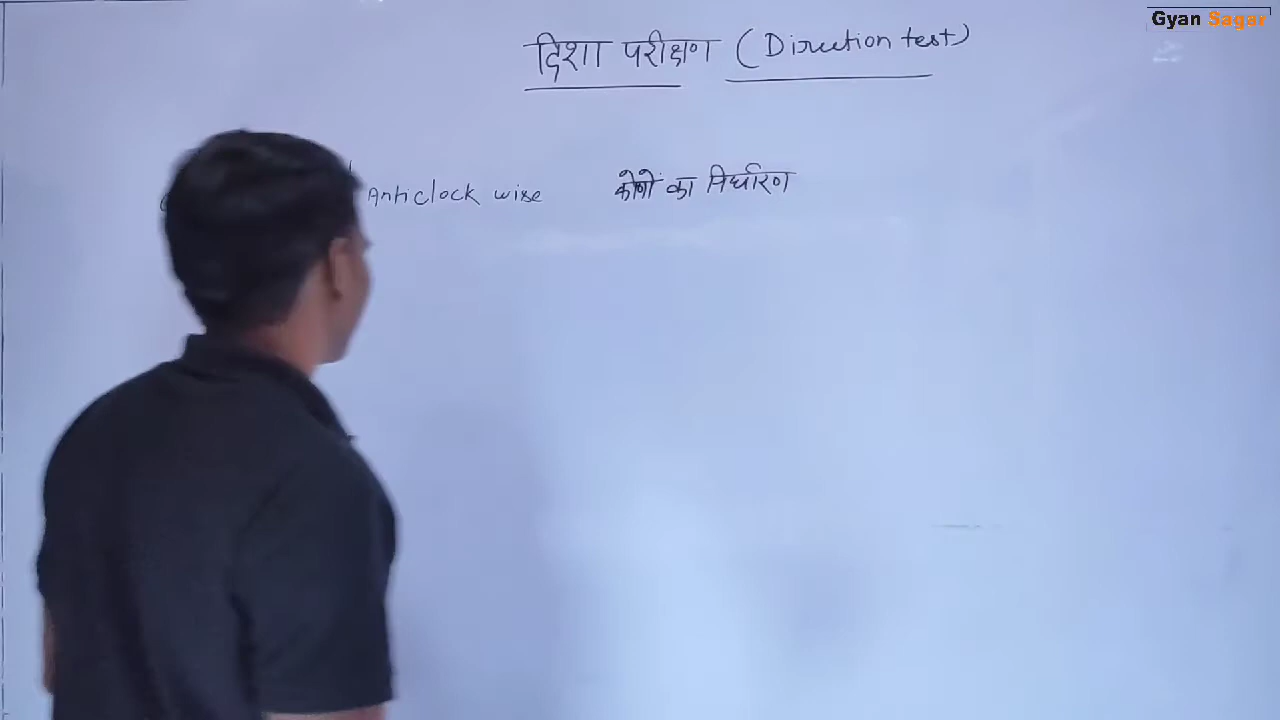 Gyan Sagar
दिशा परीक्षण (Direction test)
Anticlock wise कोणों का निर्धारण